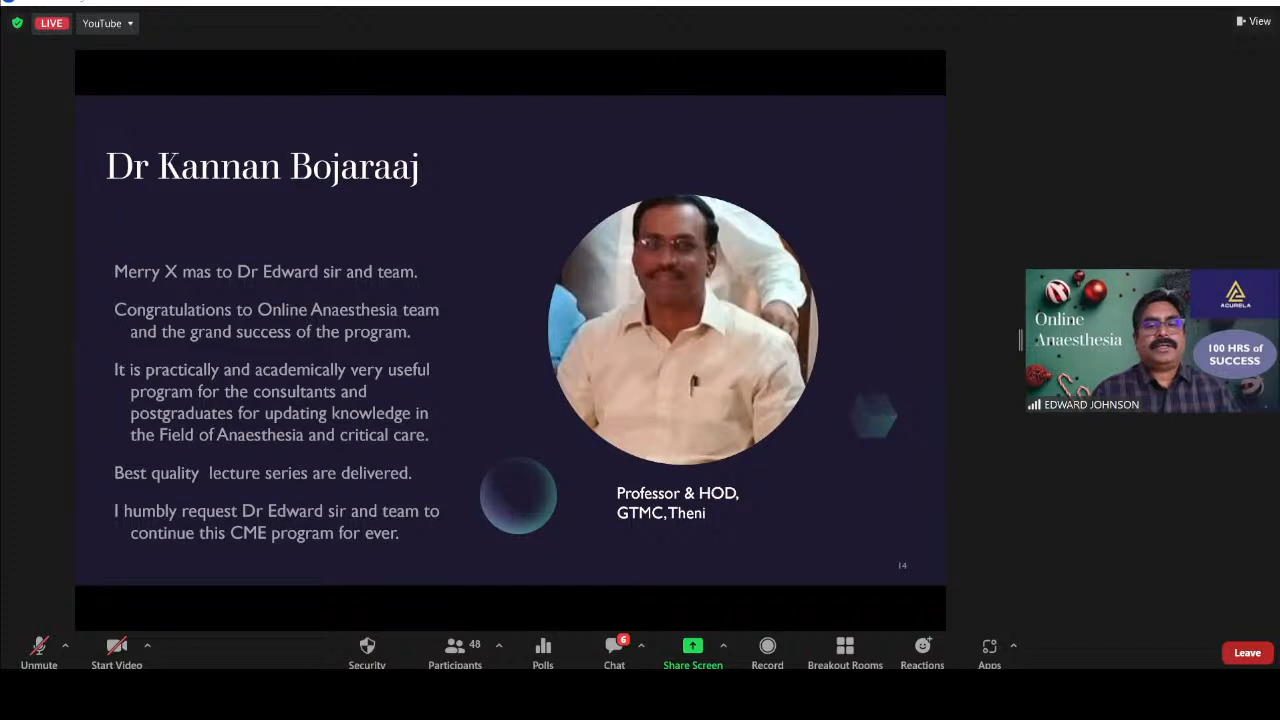 LIVE
YouTube
View
Dr Kannan Bojaraaj
Merry X mas to Dr Edward sir and team.
Congratulations to Online Anaesthesia team
and the grand success of the program.
It is practically and academically very useful
program for the consultants and
postgraduates for updating knowledge in
the Field of Anaesthesia and critical care.
Best quality  lecture series are delivered.
I humbly request Dr Edward sir and team to
continue this CME program for ever.
Professor & HOD,
GTMC,Theni
14
Online
Anaesthesia
ACURELA
100 HRS of
SUCCESS
EDWARD JOHNSON
Unmute
Start Video
Security
48
Participants
Polls
6
Chat
Share Screen
Record
Breakout Rooms
Reactions
Apps
Leave